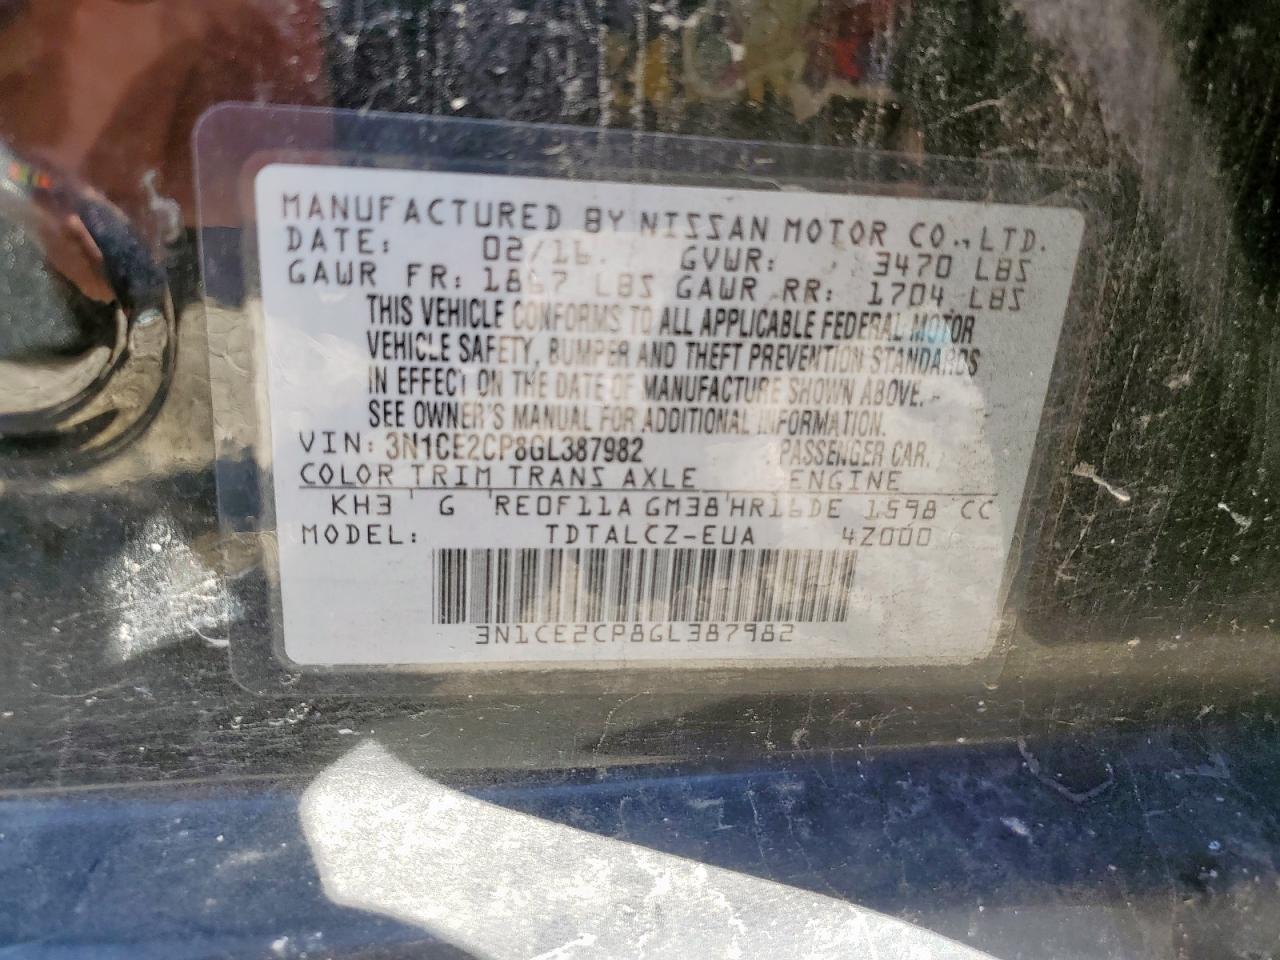 MANUFACTURED BY NISSAN MOTOR CO., LTD.
DATE: 02/16 GVWR: 3470 LBS
GAWR FR: 1867 LBS GAWR RR: 1704 LBS
THIS VEHICLE CONFORMS TO ALL APPLICABLE FEDERAL MOTOR
VEHICLE SAFETY, BUMPER AND THEFT PREVENTION STANDARDS
IN EFFECT ON THE DATE OF MANUFACTURE SHOWN ABOVE.
SEE OWNER'S MANUAL FOR ADDITIONAL INFORMATION.
VIN: 3N1CE2CP8GL387982 PASSENGER CAR.
COLOR TRIM TRANS AXLE ENGINE
KH3 G RE0F11A GM38 HR16DE 1598 CC
MODEL: TDTALCZ-EUA 4Z000
3N1CE2CP8GL387982